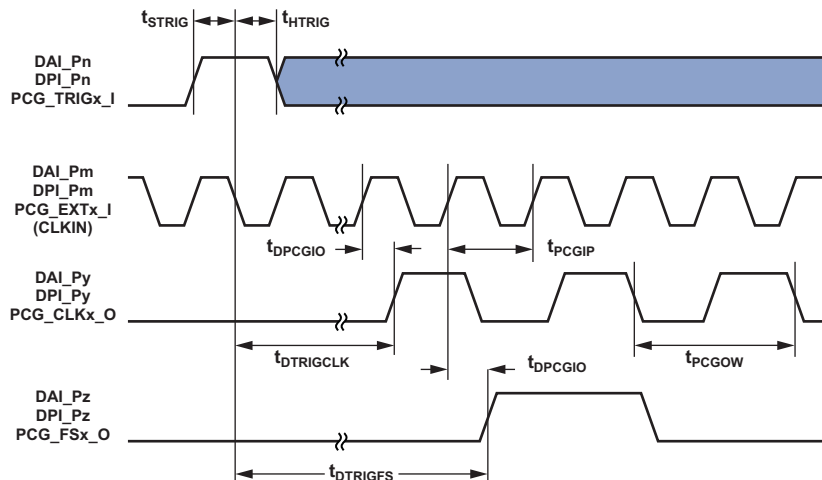 tSTRIG
tHTRIG
DAI_Pn
DPI_Pn
PCG_TRIGx_I
DAI_Pm
DPI_Pm
PCG_EXTx_I
(CLKIN)
tDPCGIO
tPCGIP
DAI_Py
DPI_Py
PCG_CLKx_O
tDTRIGCLK
tDPCGIO
tPCGOW
DAI_Pz
DPI_Pz
PCG_FSx_O
tDTRIGFS